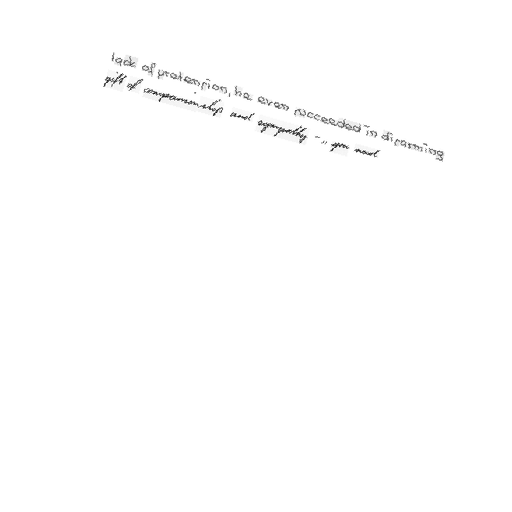 lack of pretension, he even succeeded in disarming
gift of companionship and sympathy - , you and